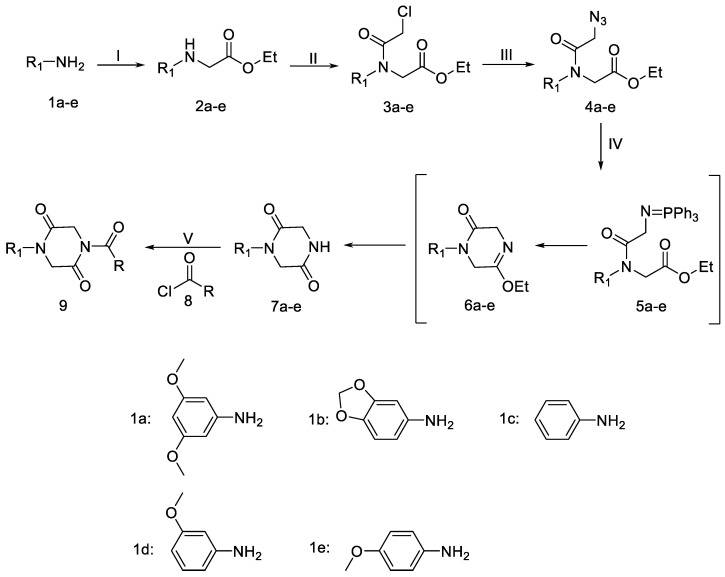 R1-NH2
I
R1
H
N
O
OEt
II
Cl
O
N
R1
O
O
Et
III
N3
O
N
R1
O
O
Et
1a-e
2a-e
3a-e
4a-e
IV
O
R1
N
N
O
R
O
V
O
Cl
R
8
O
R1
N
NH
O
O
R1
N
N
OEt
N=PPh3
O
N
R1
O
O
Et
9
7a-e
6a-e
5a-e
1a:
O
O
NH2
1b:
O
O
NH2
1c:
NH2
1d:
O
NH2
1e:
O
NH2